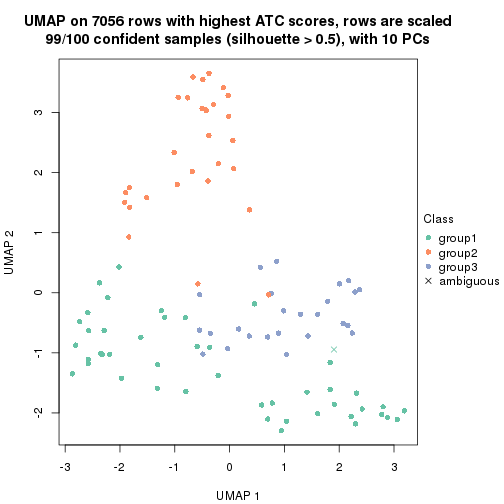 UMAP on 7056 rows with highest ATC scores, rows are scaled
99/100 confident samples (silhouette > 0.5), with 10 PCs
UMAP 2
3
2
1
0
-1
-2
-3
-2
-1
0
1
2
3
UMAP 1
Class
group1
group2
group3
ambiguous